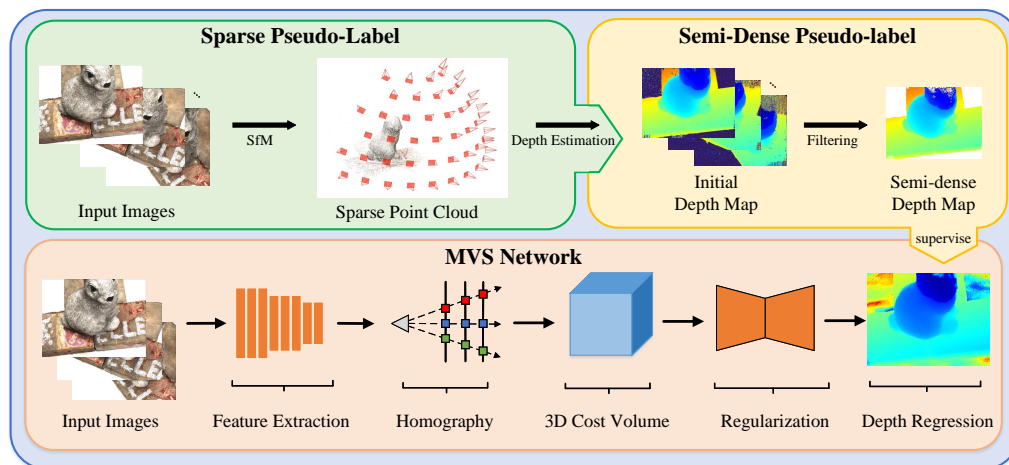 Sparse Pseudo-Label
SfM
Input Images
Sparse Point Cloud
Depth Estimation
Semi-Dense Pseudo-label
Filtering
Initial
Depth Map
Semi-dense
Depth Map
supervise
MVS Network
Input Images
Feature Extraction
Homography
3D Cost Volume
Regularization
Depth Regression